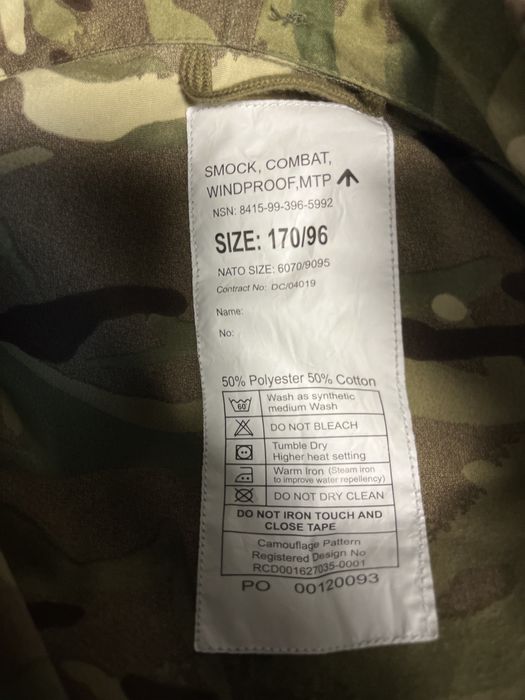 SMOCK, COMBAT,
WINDPROOF,MTP
NSN: 8415-99-396-5992
SIZE: 170/96
NATO SIZE: 6070/9095
Contract No: DC/04019
Name:
No:
50% Polyester 50% Cotton
60
Wash as synthetic
medium Wash
DO NOT BLEACH
Tumble Dry
Higher heat setting
Warm Iron (Steam iron
to improve water repellency)
DO NOT DRY CLEAN
DO NOT IRON TOUCH AND
CLOSE TAPE
Camouflage Pattern
Registered Design No
RCD001627035-0001
PO 00120093